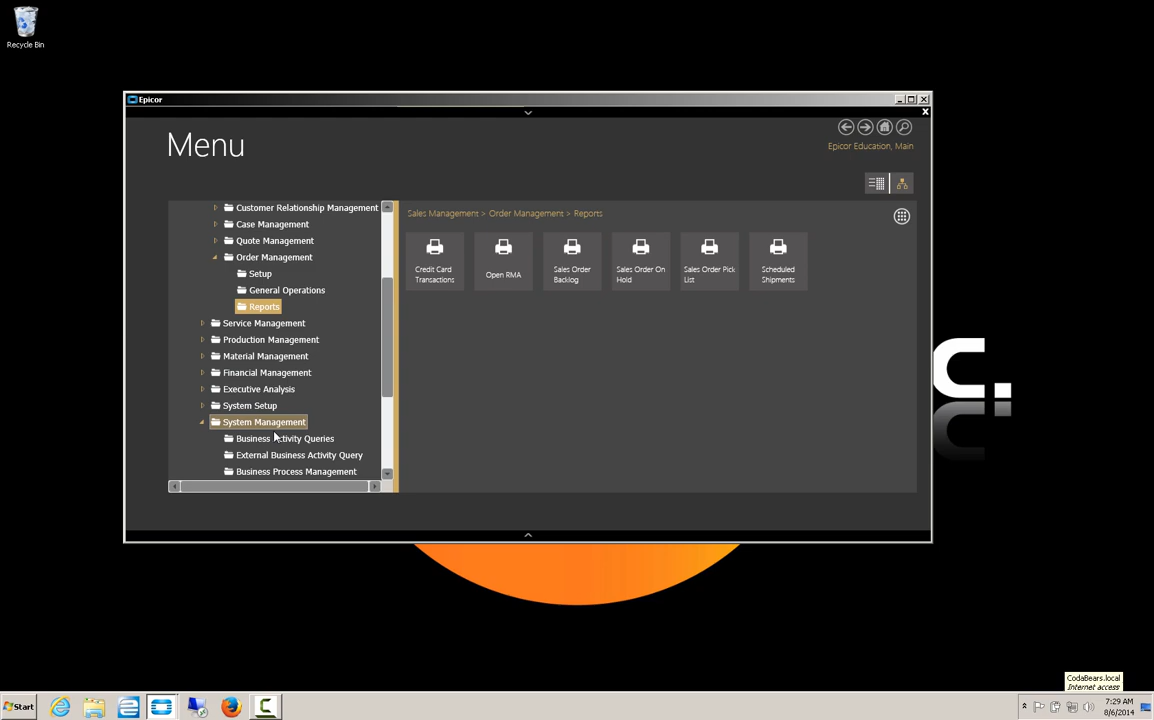 Recycle Bin
Epicor
X
Menu
Epicor Education, Main
Customer Relationship Management
Case Management
Quote Management
Order Management
Setup
General Operations
Reports
Service Management
Production Management
Material Management
Financial Management
Executive Analysis
System Setup
System Management
Business Activity Queries
External Business Activity Query
Business Process Management
Sales Management > Order Management > Reports
Credit Card
Transactions
Open RMA
Sales Order
Backlog
Sales Order On
Hold
Sales Order Pick
List
Scheduled
Shipments
c.
CodaBears.local
Internet access
Start
7:29 AM
8/6/2014